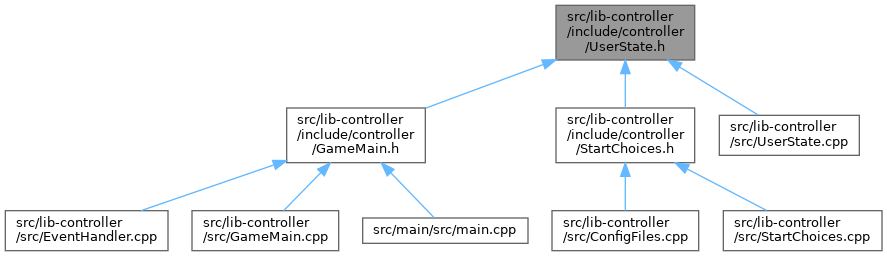 src/lib-controller
/include/controller
/UserState.h
src/lib-controller
/include/controller
/GameMain.h
src/lib-controller
/include/controller
/StartChoices.h
src/lib-controller
/src/UserState.cpp
src/lib-controller
/src/EventHandler.cpp
src/lib-controller
/src/GameMain.cpp
src/main/src/main.cpp
src/lib-controller
/src/ConfigFiles.cpp
src/lib-controller
/src/StartChoices.cpp